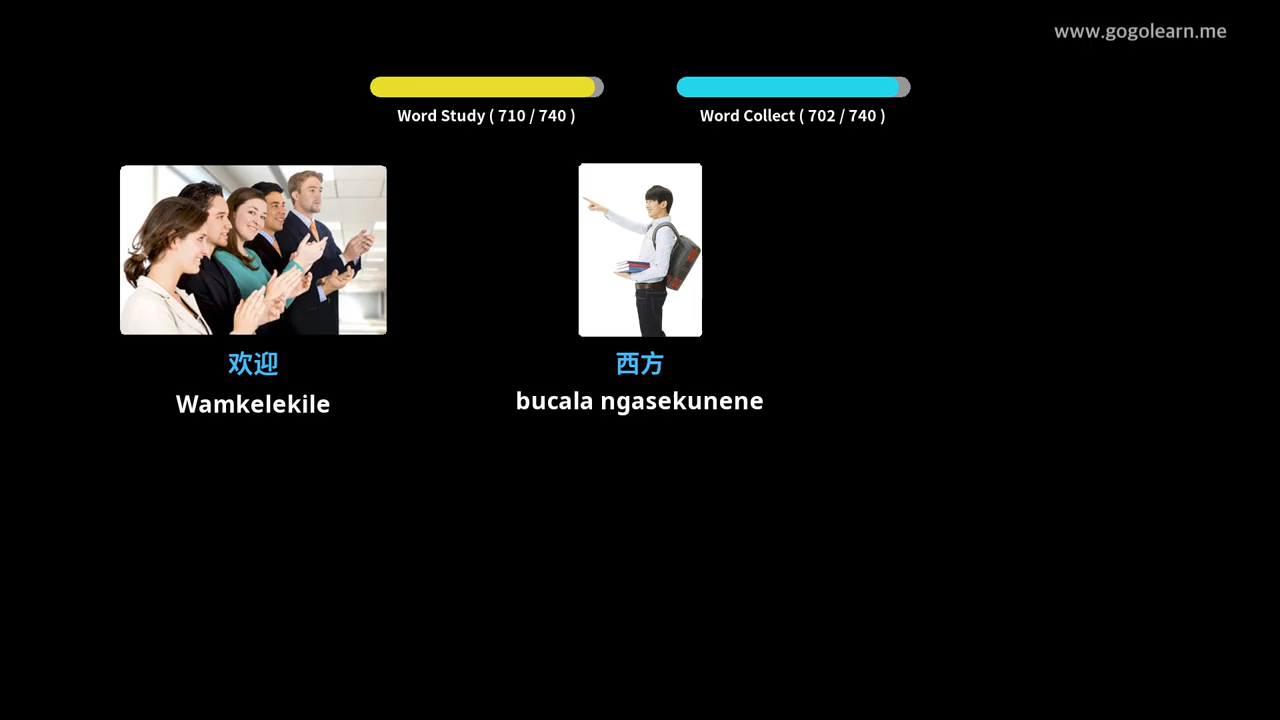 www.gogolearn.me
Word Study ( 710 / 740 )
Word Collect ( 702 / 740 )
欢迎
Wamkelekile
西方
bucala ngasekunene